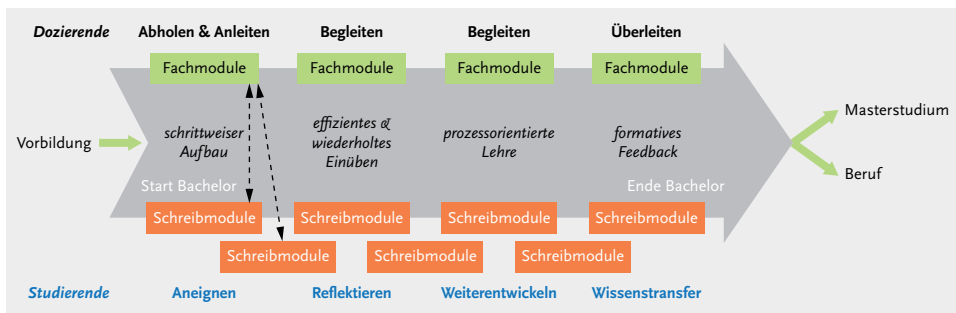 Dozierende Abholen & Anleiten Begleiten Begleiten Überleiten
Fachmodule Fachmodule Fachmodule Fachmodule
Vorbildung
schrittweiser
Aufbau
effizientes &
wiederholtes
Einüben
prozessorientierte
Lehre
formatives
Feedback
Masterstudium
Beruf
Start Bachelor Ende Bachelor
Schreibmodule Schreibmodule Schreibmodule Schreibmodule
Schreibmodule Schreibmodule Schreibmodule
Studierende Aneignen Reflektieren Weiterentwickeln Wissenstransfer